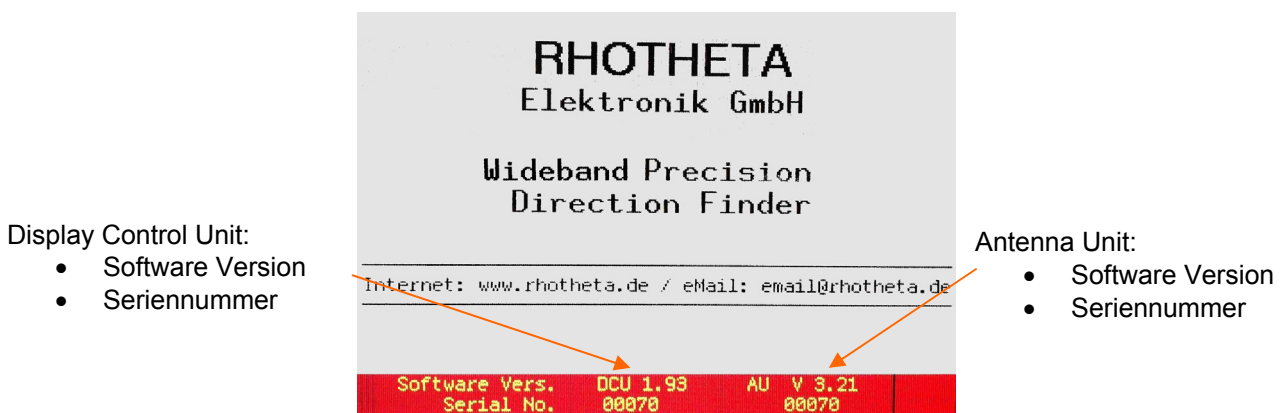 RHOTHETA
Elektronik GmbH
Wideband Precision
Direction Finder
Display Control Unit:
• Software Version
• Seriennummer
Antenna Unit:
• Software Version
• Seriennummer
Internet: www.rhotheta.de / eMail: email@rhotheta.de
Software Vers. DCU 1.93 AU V 3.21
Serial No. 00070 00070